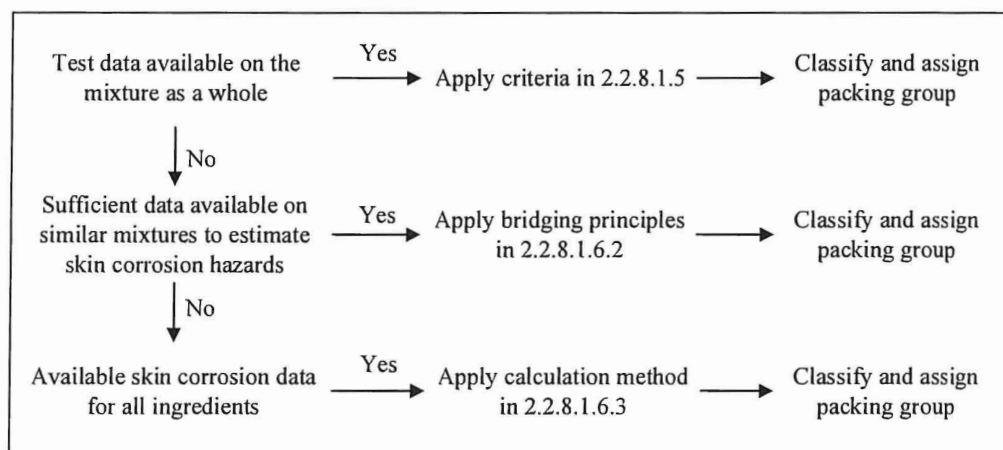 Test data available on the
mixture as a whole
Yes
Apply criteria in 2.2.8.1.5
Classify and assign
packing group
No
Sufficient data available on
similar mixtures to estimate
skin corrosion hazards
Yes
Apply bridging principles
in 2.2.8.1.6.2
Classify and assign
packing group
No
Available skin corrosion data
for all ingredients
Yes
Apply calculation method
in 2.2.8.1.6.3
Classify and assign
packing group